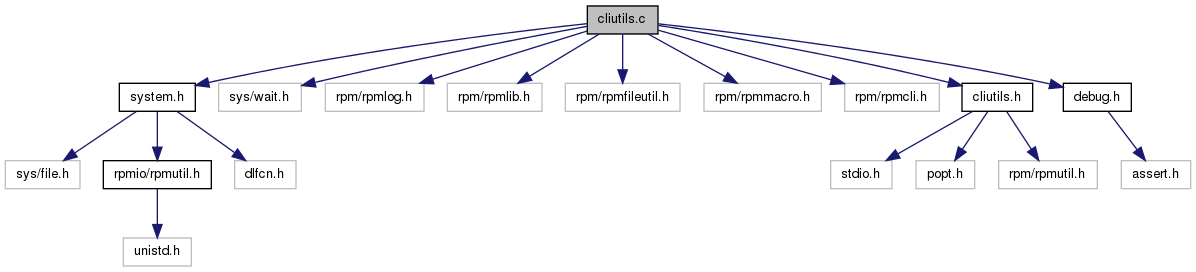 cliutils.c
system.h
sys/wait.h
rpm/rpmlog.h
rpm/rpmlib.h
rpm/rpmfileutil.h
rpm/rpmmacro.h
rpm/rpmcli.h
cliutils.h
debug.h
sys/file.h
rpmio/rpmutil.h
dlfcn.h
stdio.h
popt.h
rpm/rpmutil.h
assert.h
unistd.h